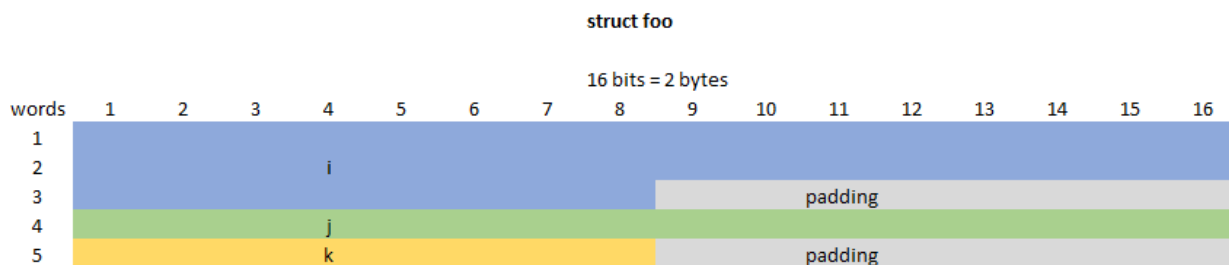 struct foo
16 bits = 2 bytes
words 1 2 3 4 5 6 7 8 9 10 11 12 13 14 15 16
1
2 i
3 padding
4 j
5 k padding